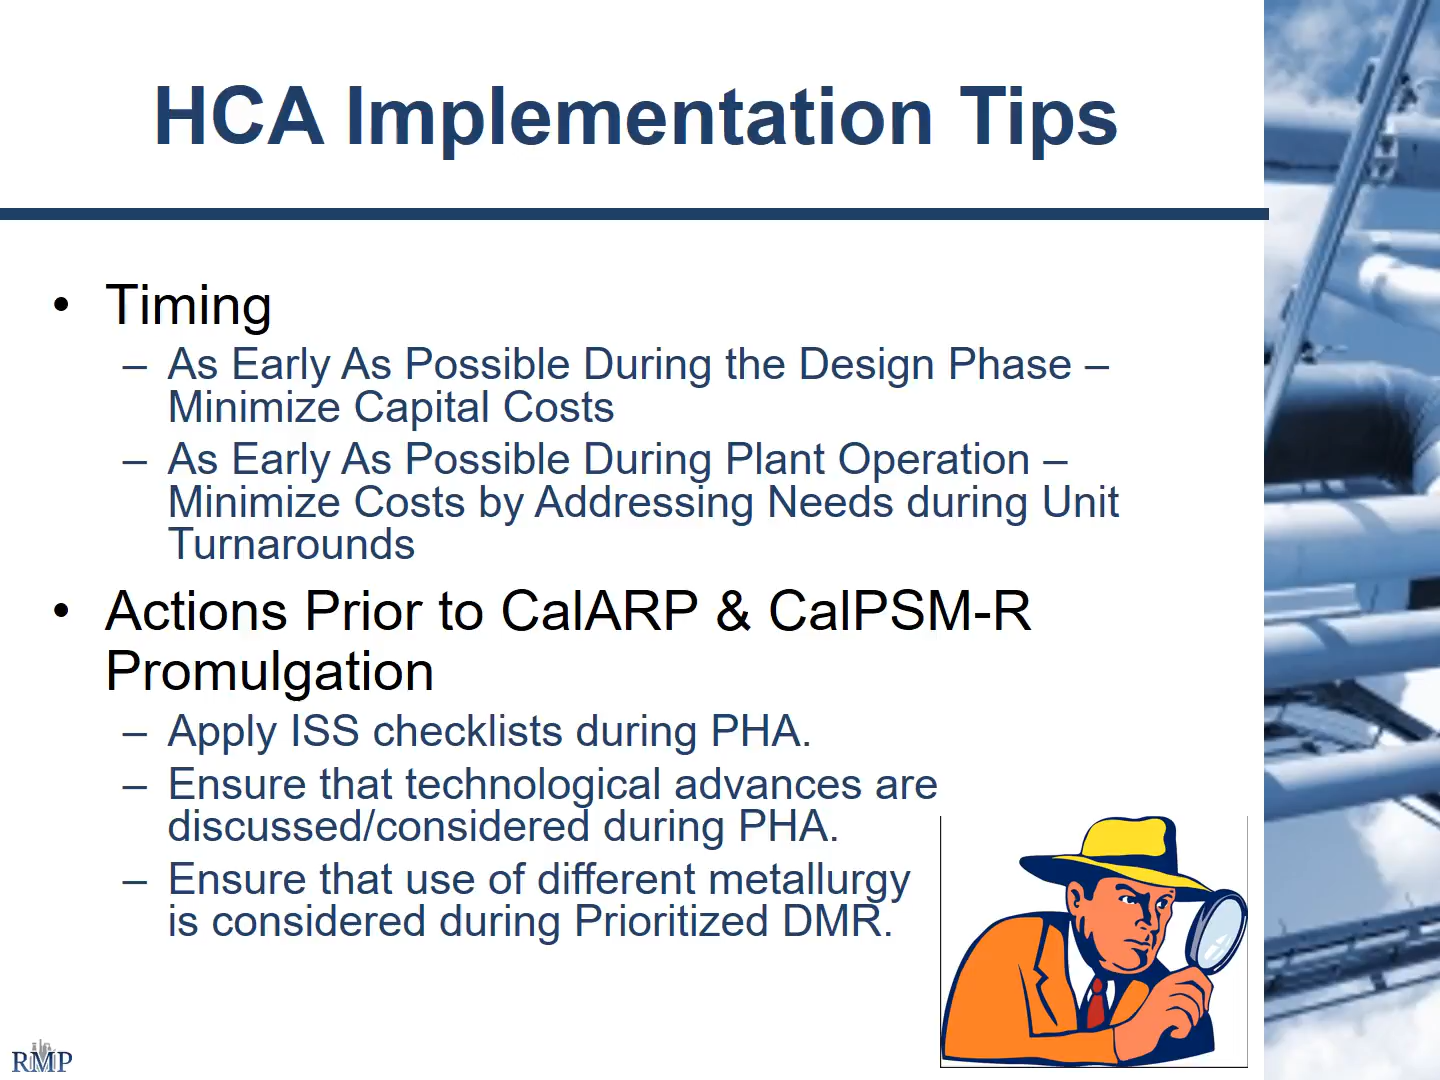 HCA Implementation Tips
• Timing
– As Early As Possible During the Design Phase –
Minimize Capital Costs
– As Early As Possible During Plant Operation –
Minimize Costs by Addressing Needs during Unit
Turnarounds
• Actions Prior to CalARP & CalPSM-R
Promulgation
– Apply ISS checklists during PHA.
– Ensure that technological advances are
discussed/considered during PHA.
– Ensure that use of different metallurgy
is considered during Prioritized DMR.
RMP